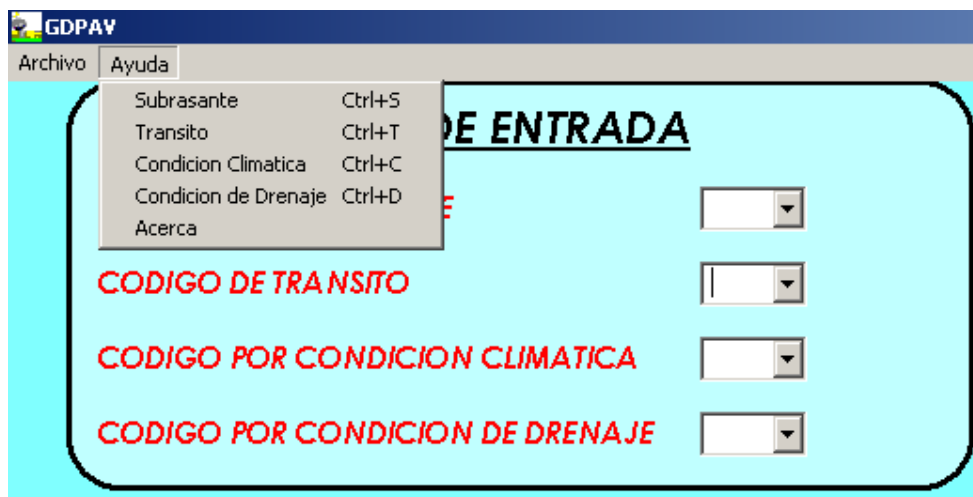 GDPAV
Archivo Ayuda
Subrasante Ctrl+S
Transito Ctrl+T
Condicion Climatica Ctrl+C
Condicion de Drenaje Ctrl+D
Acerca
DE ENTRADA
CODIGO DE TRANSITO
CODIGO POR CONDICION CLIMATICA
CODIGO POR CONDICION DE DRENAJE